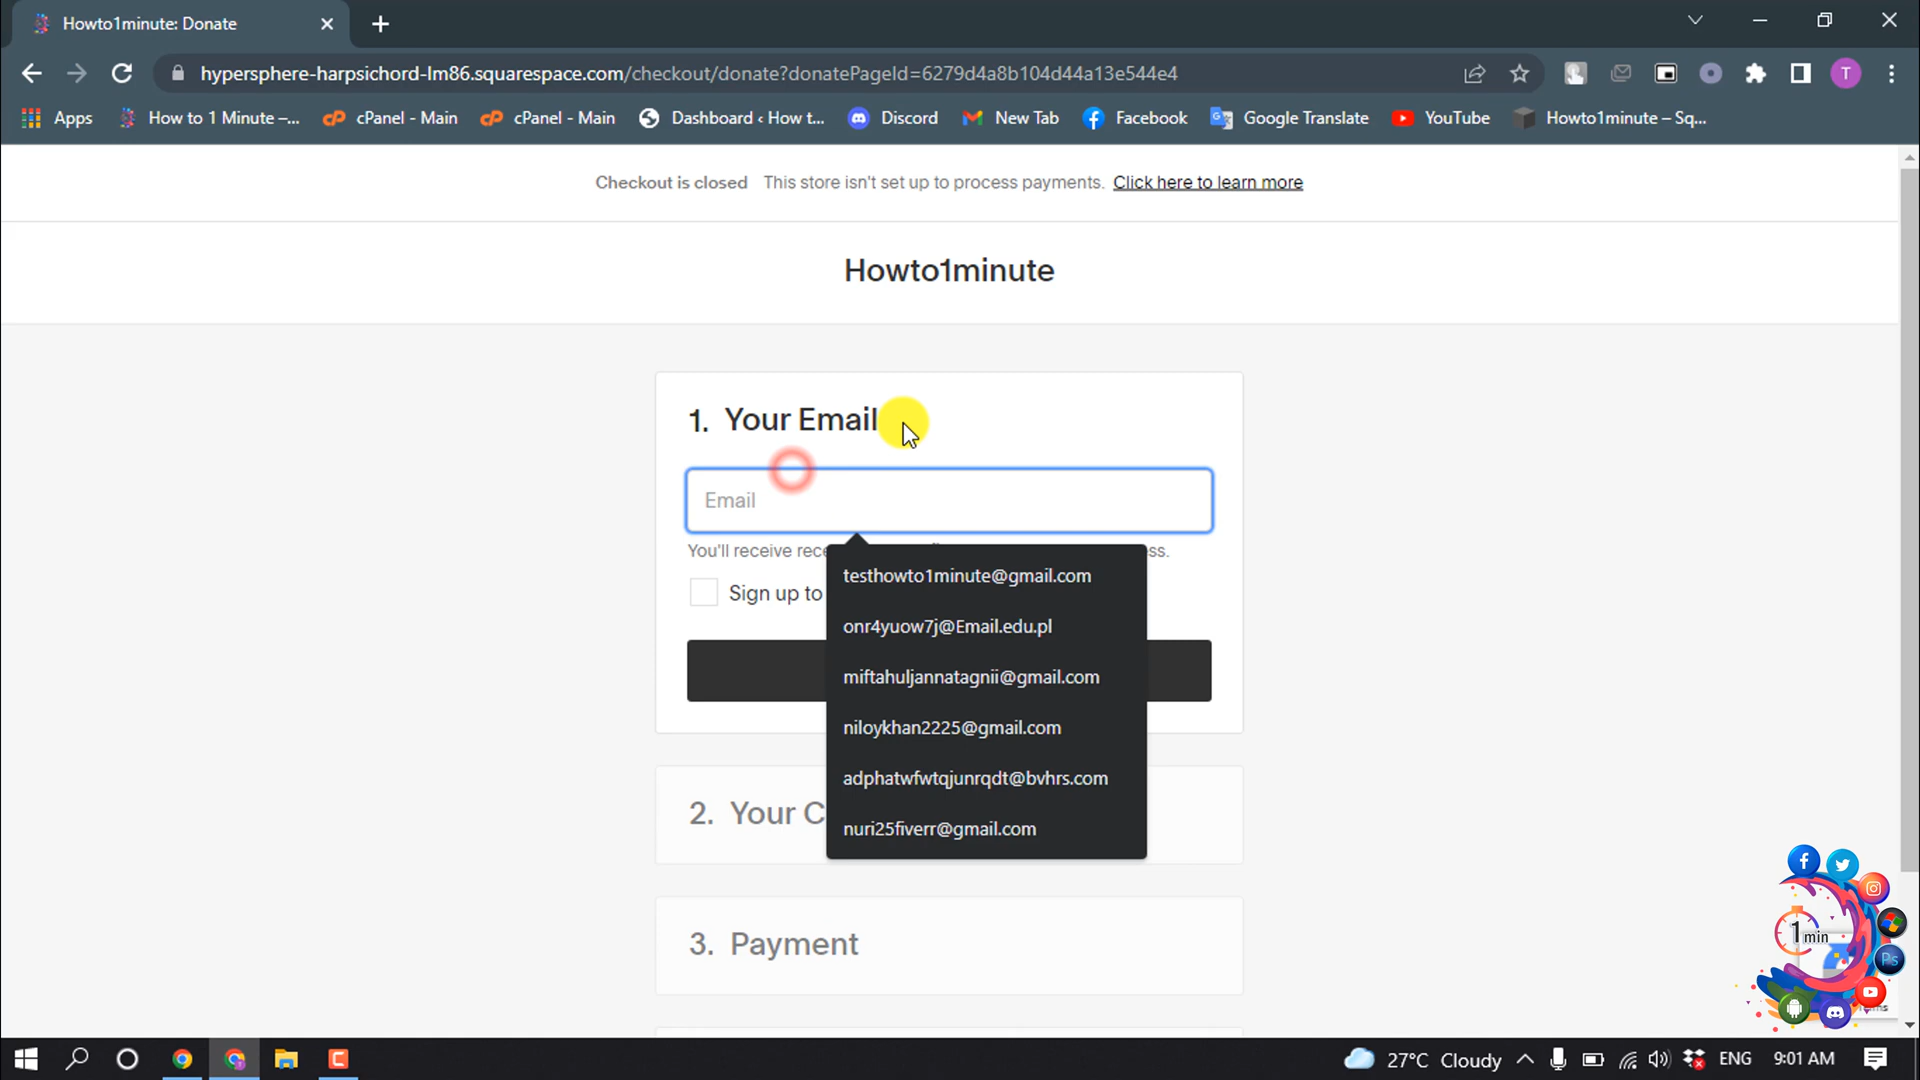 Howto1minute: Donate
hypersphere-harpsichord-lm86.squarespace.com/checkout/donate?donatePageId=6279d4a8b104d44a13e544e4
T
Apps How to 1 Minute –... cPanel - Main cPanel - Main Dashboard ‹ How t... Discord New Tab Facebook Google Translate YouTube Howto1minute – Sq...
Checkout is closed This store isn't set up to process payments. Click here to learn more
Howto1minute
1. Your Email
Email
You'll receive rece ss.
testhowto1minute@gmail.com
Sign up to
onr4yuow7j@Email.edu.pl
miftahuljannatagnii@gmail.com
niloykhan2225@gmail.com
adphatwfwtqjunrqdt@bvhrs.com
2. Your C
nuri25fiverr@gmail.com
3. Payment
1 min
Ps
27°C Cloudy ENG 9:01 AM